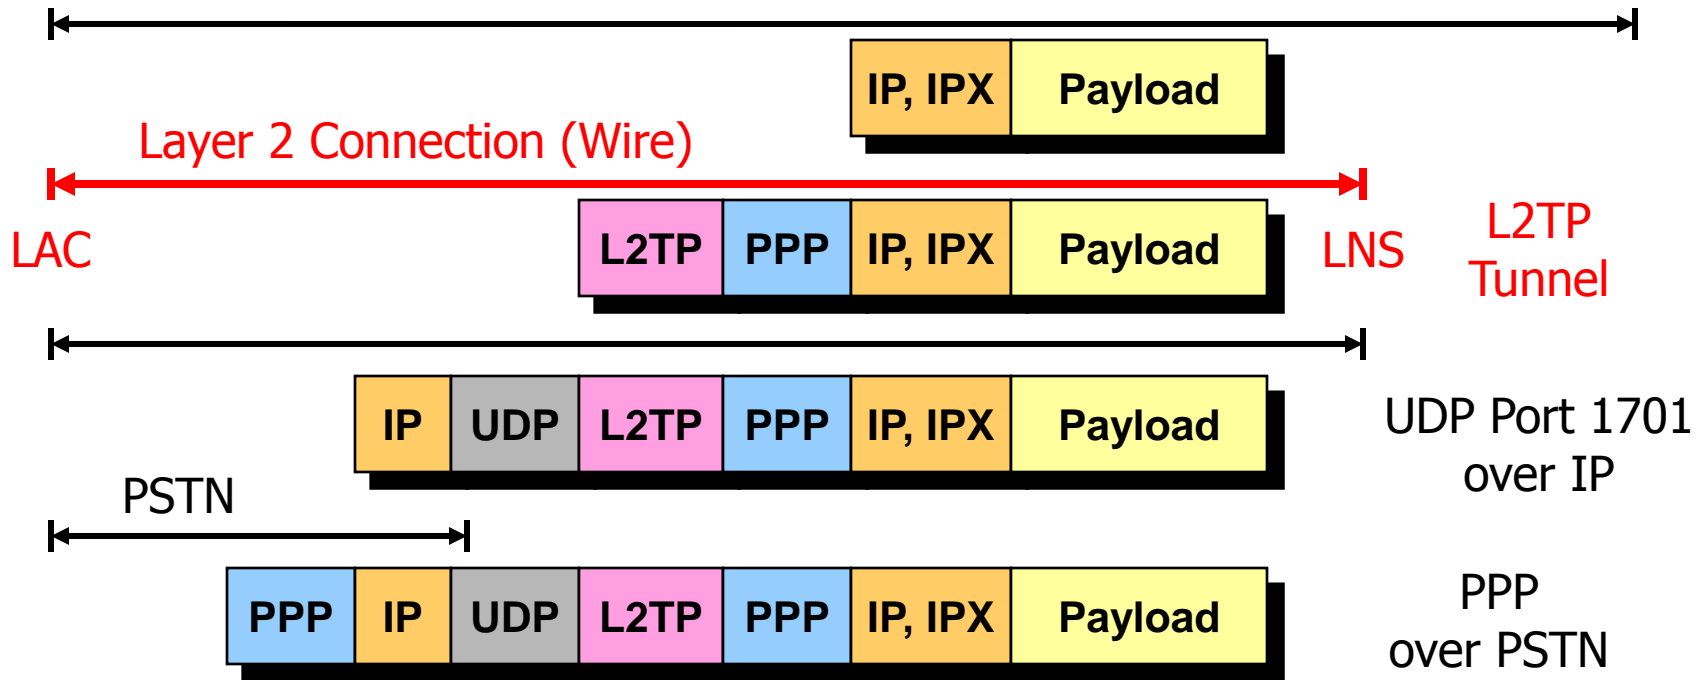 IP, IPX Payload
Layer 2 Connection (Wire)
LAC
L2TP PPP IP, IPX Payload
LNS
L2TP
Tunnel
IP UDP L2TP PPP IP, IPX Payload
UDP Port 1701
over IP
PSTN
PPP IP UDP L2TP PPP IP, IPX Payload
PPP
over PSTN